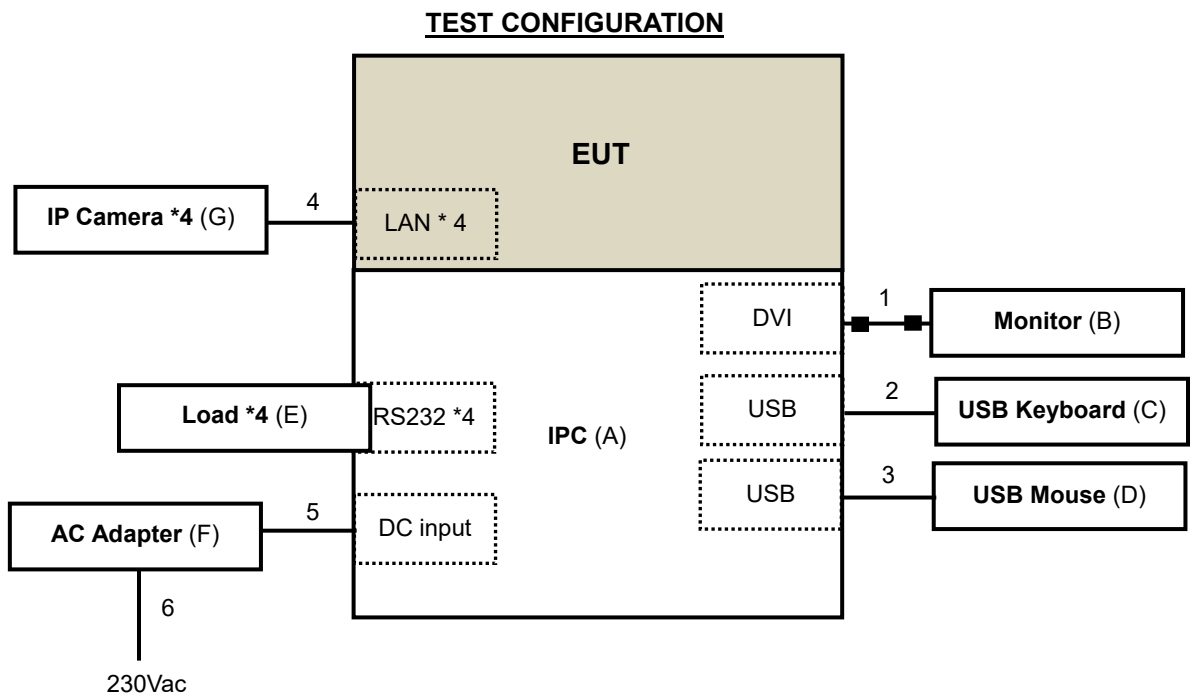 TEST CONFIGURATION
EUT
IP Camera *4 (G)
4
LAN * 4
DVI
1
Monitor (B)
Load *4 (E)
RS232 *4
IPC (A)
USB
2
USB Keyboard (C)
USB
3
USB Mouse (D)
AC Adapter (F)
5
DC input
6
230Vac